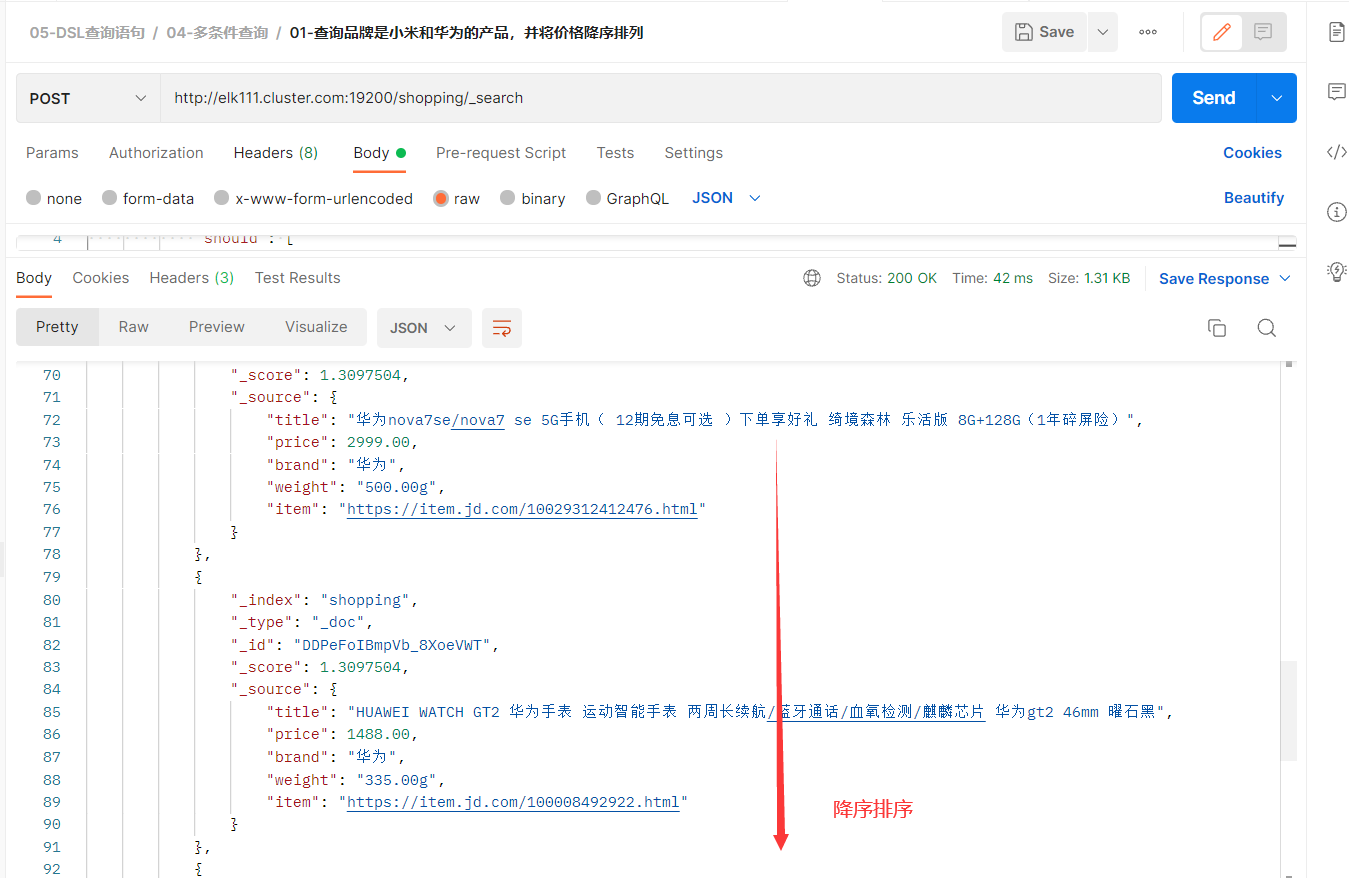 05-DSL查询语句 / 04-多条件查询 / 01-查询品牌是小米和华为的产品，并将价格降序排列
Save
POST
http://elk111.cluster.com:19200/shopping/_search
Send
Params Authorization Headers (8) Body Pre-request Script Tests Settings Cookies
none form-data x-www-form-urlencoded raw binary GraphQL JSON Beautify
4 should : [
Body Cookies Headers (3) Test Results Status: 200 OK Time: 42 ms Size: 1.31 KB Save Response
Pretty Raw Preview Visualize JSON
70 "_score": 1.3097504,
71 "_source": {
72 "title": "华为nova7se/nova7 se 5G手机（ 12期免息可选 ）下单享好礼 绮境森林 乐活版 8G+128G（1年碎屏险）",
73 "price": 2999.00,
74 "brand": "华为",
75 "weight": "500.00g",
76 "item": "https://item.jd.com/10029312412476.html"
77 }
78 },
79 {
80 "_index": "shopping",
81 "_type": "_doc",
82 "_id": "DDPeFoIBmpVb_8XoeVWT",
83 "_score": 1.3097504,
84 "_source": {
85 "title": "HUAWEI WATCH GT2 华为手表 运动智能手表 两周长续航/蓝牙通话/血氧检测/麒麟芯片 华为gt2 46mm 曜石黑",
86 "price": 1488.00,
87 "brand": "华为",
88 "weight": "335.00g",
89 "item": "https://item.jd.com/100008492922.html"
降序排序
90 }
91 },
92 {